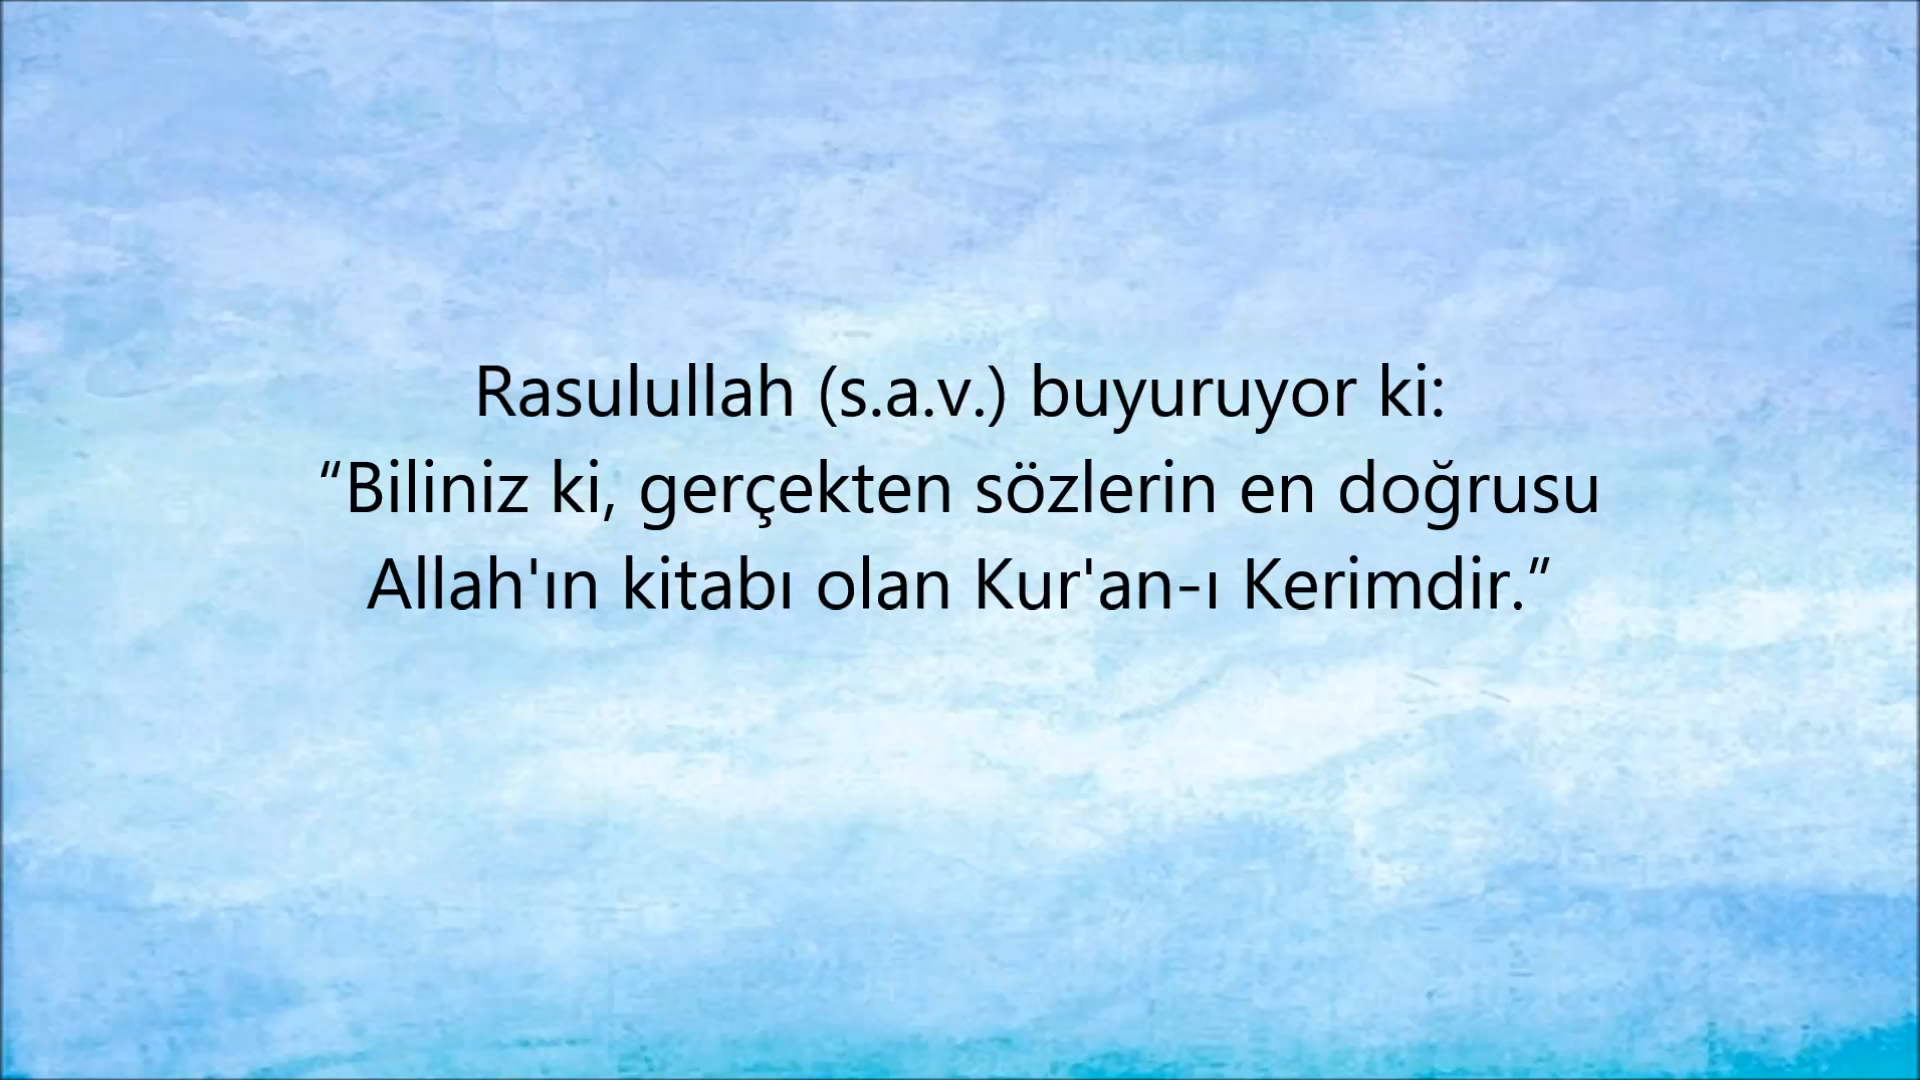 Rasulullah (s.a.v.) buyuruyor ki:
“Biliniz ki, gerçekten sözlerin en doğrusu
Allah'ın kitabı olan Kur'an-ı Kerimdir.”